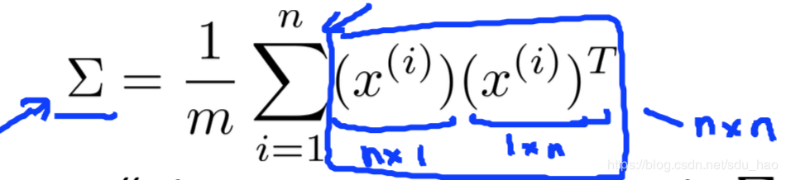 Σ = 1/m ∑_{i=1}^{n} (x^{(i)})(x^{(i)})^T
n×1 1×n n×n
https://blog.csdn.net/sdu_hao